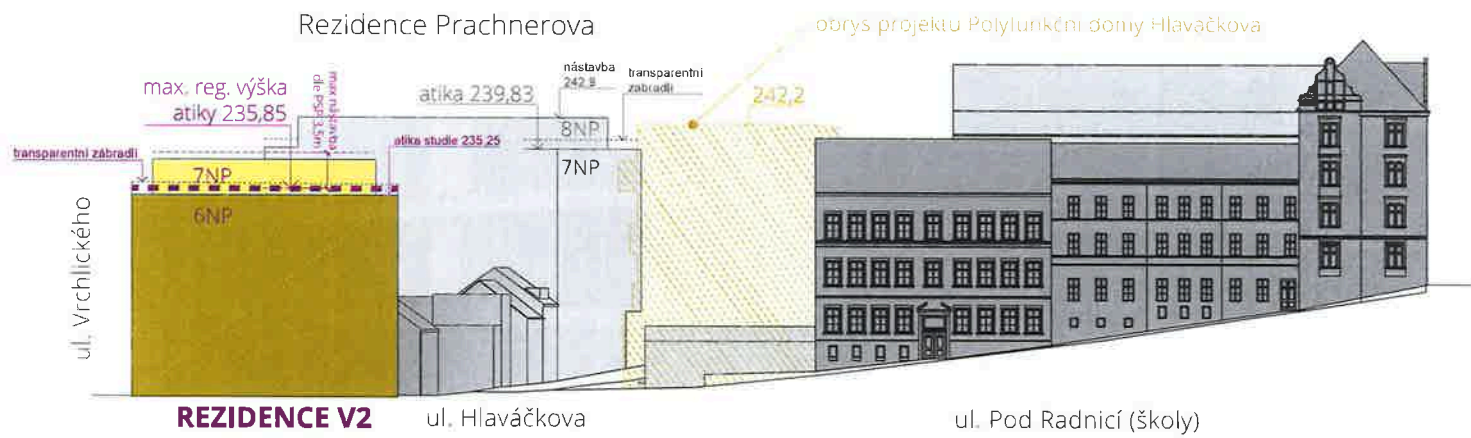 Rezidence Prachnerova
obrys projektu Polyfunkční domy Hlaváčkova
max. reg. výška
atiky 235,85
max nástavba
dle PSP 3,5m
atika 239,83
nástavba
242,9
transparentní
zábradlí
242,2
8NP
7NP
atika studie 235 25
transparentní zábradlí
7NP
6NP
ul. Vrchlického
REZIDENCE V2
ul. Hlaváčkova
ul. Pod Radnicí (školy)